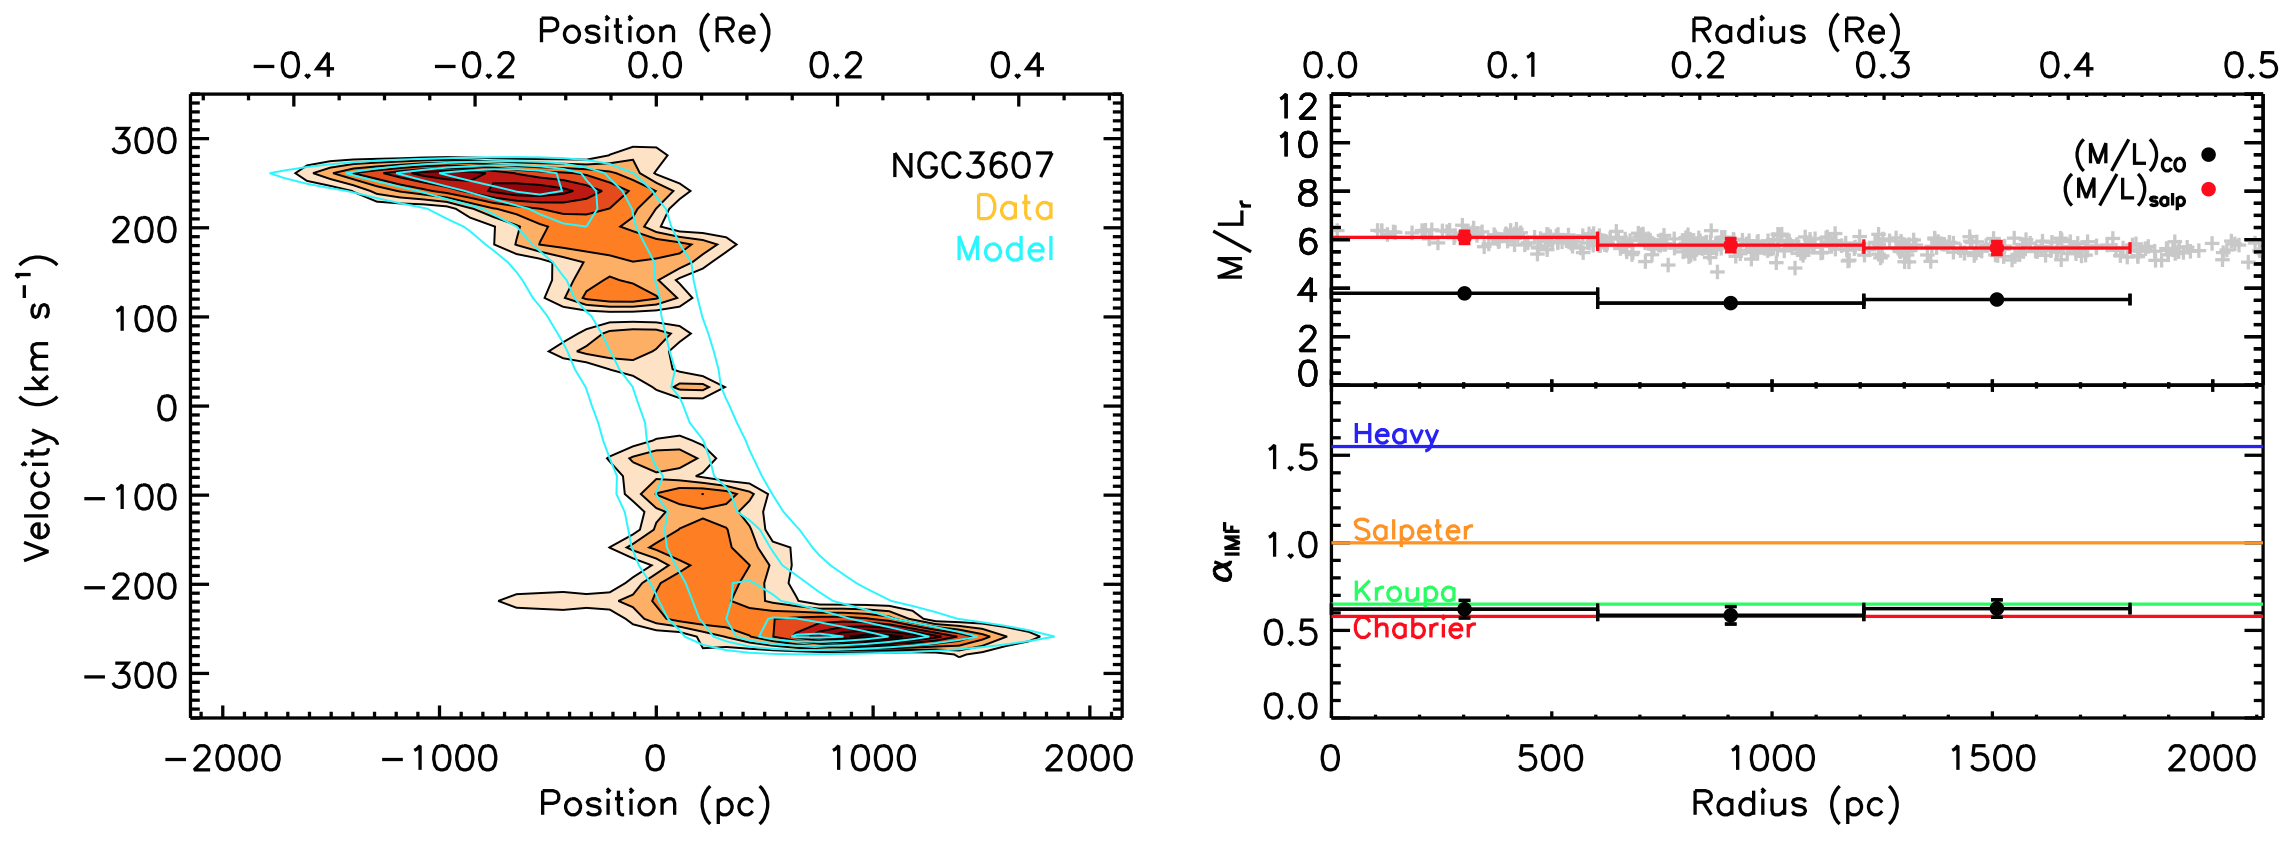 Position (Re)
−0.4 −0.2 0.0 0.2 0.4
300
200
100
0
−100
−200
−300
Velocity (km s⁻¹)
NGC3607
Data
Model
−2000 −1000 0 1000 2000
Position (pc)
Radius (Re)
0.0 0.1 0.2 0.3 0.4 0.5
12
10
8
6
4
2
0
M/Lᵣ
(M/L)CO
(M/L)salp
1.5
1.0
0.5
0.0
αIMF
Heavy
Salpeter
Kroupa
Chabrier
0 500 1000 1500 2000
Radius (pc)